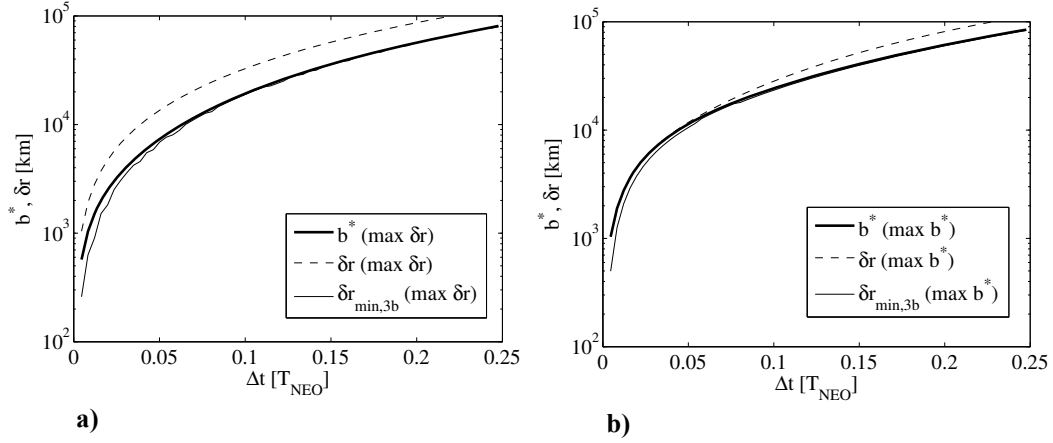 10^5
10^4
10^3
10^2
b^*, δr [km]
0
0.05
0.1
0.15
0.2
0.25
Δt [T_NEO]
b^* (max δr)
δr (max δr)
δr_min,3b (max δr)
a)
10^5
10^4
10^3
10^2
b^*, δr [km]
0
0.05
0.1
0.15
0.2
0.25
Δt [T_NEO]
b^* (max b^*)
δr (max b^*)
δr_min,3b (max b^*)
b)